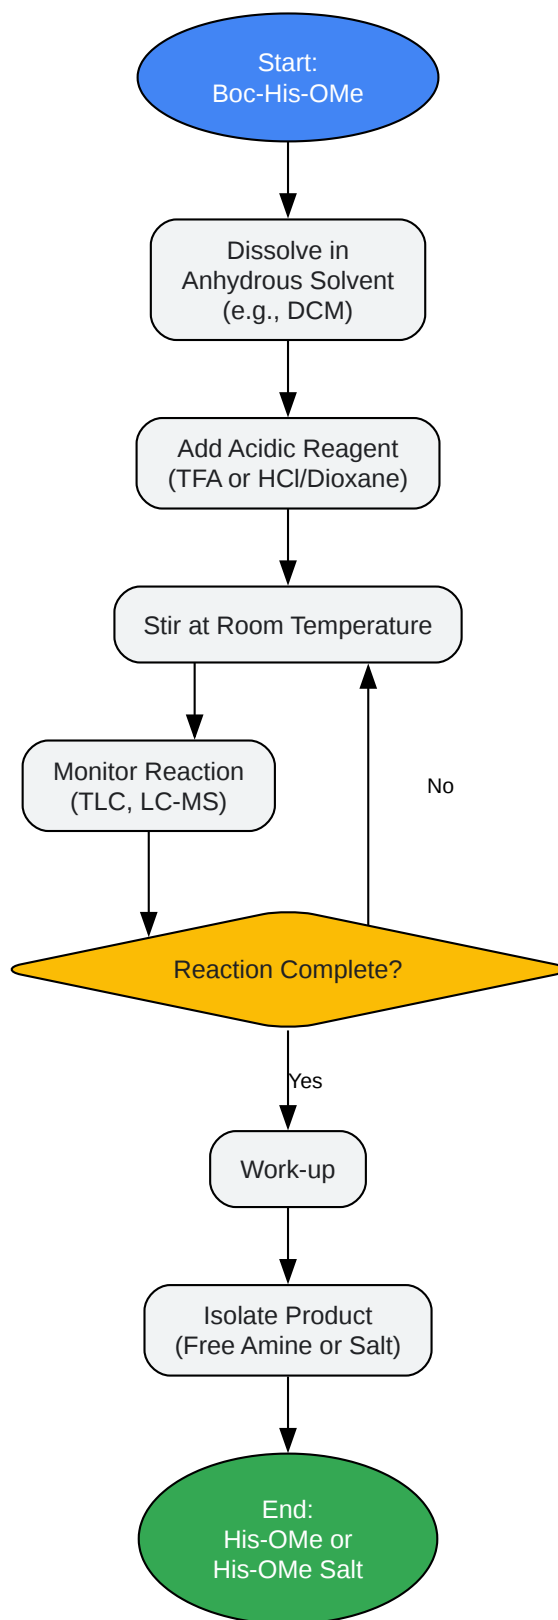 Start:
Boc-His-OMe
Dissolve in
Anhydrous Solvent
(e.g., DCM)
Add Acidic Reagent
(TFA or HCl/Dioxane)
Stir at Room Temperature
Monitor Reaction
(TLC, LC-MS)
No
Reaction Complete?
Yes
Work-up
Isolate Product
(Free Amine or Salt)
End:
His-OMe or
His-OMe Salt